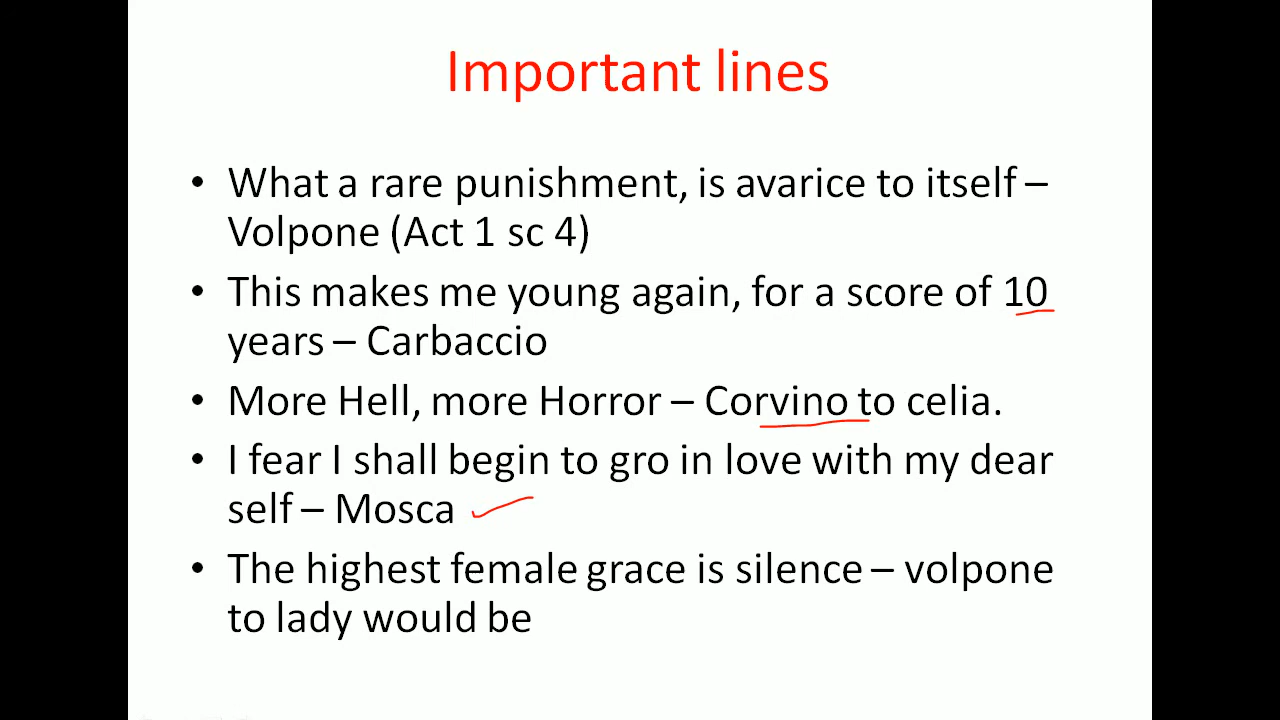 Important lines
• What a rare punishment, is avarice to itself –
Volpone (Act 1 sc 4)
• This makes me young again, for a score of 10
years – Carbaccio
• More Hell, more Horror – Corvino to celia.
• I fear I shall begin to gro in love with my dear
self – Mosca
• The highest female grace is silence – volpone
to lady would be